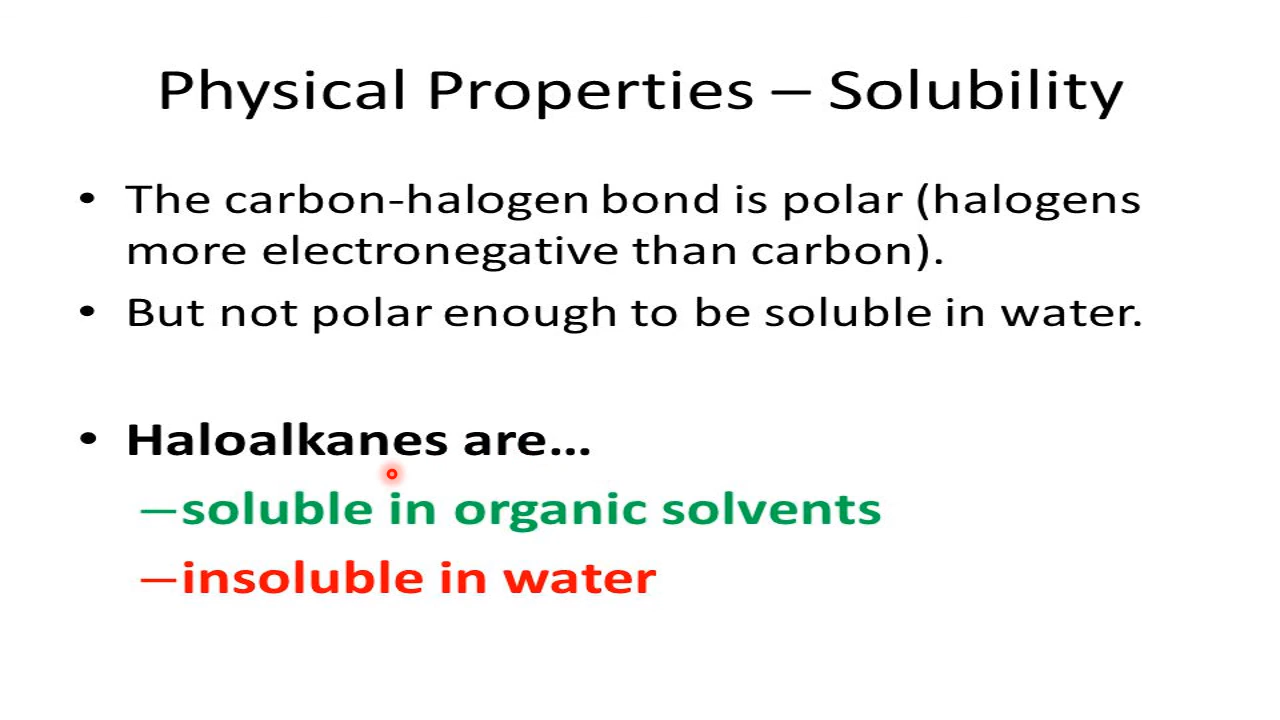 Physical Properties – Solubility
• The carbon-halogen bond is polar (halogens
more electronegative than carbon).
• But not polar enough to be soluble in water.
• Haloalkanes are…
–soluble in organic solvents
–insoluble in water